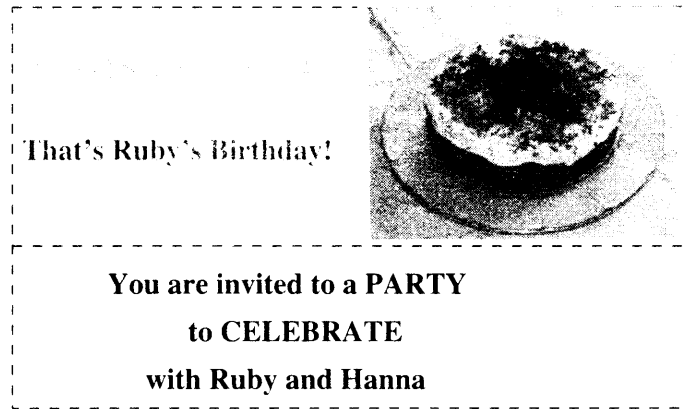 That's Ruby's Birthday!
You are invited to a PARTY
to CELEBRATE
with Ruby and Hanna